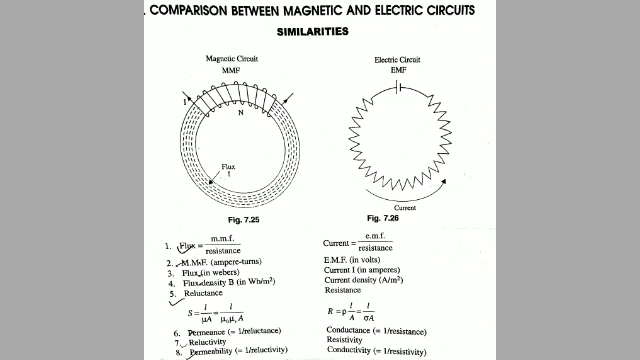 . COMPARISON BETWEEN MAGNETIC AND ELECTRIC CIRCUITS
SIMILARITIES
Magnetic Circuit
MMF
I
N
Flux
Fig. 7.25
Electric Circuit
EMF
Current
Fig. 7.26
1. Flux = m.m.f. / resistance
Current = e.m.f. / resistance
2. M.M.F. (ampere-turns)
E.M.F. (in volts)
3. Flux (in webers)
Current I (in amperes)
4. Flux density B (in Wb/m²)
Current density (A/m²)
5. Reluctance
Resistance
S = l / μA = l / μ₀μᵣ A
R = ρ l / A = l / σA
6. Permeance (= 1/reluctance)
Conductance (= 1/resistance)
7. Reluctivity
Resistivity
8. Permeability (= 1/reluctivity)
Conductivity (= 1/resistivity)